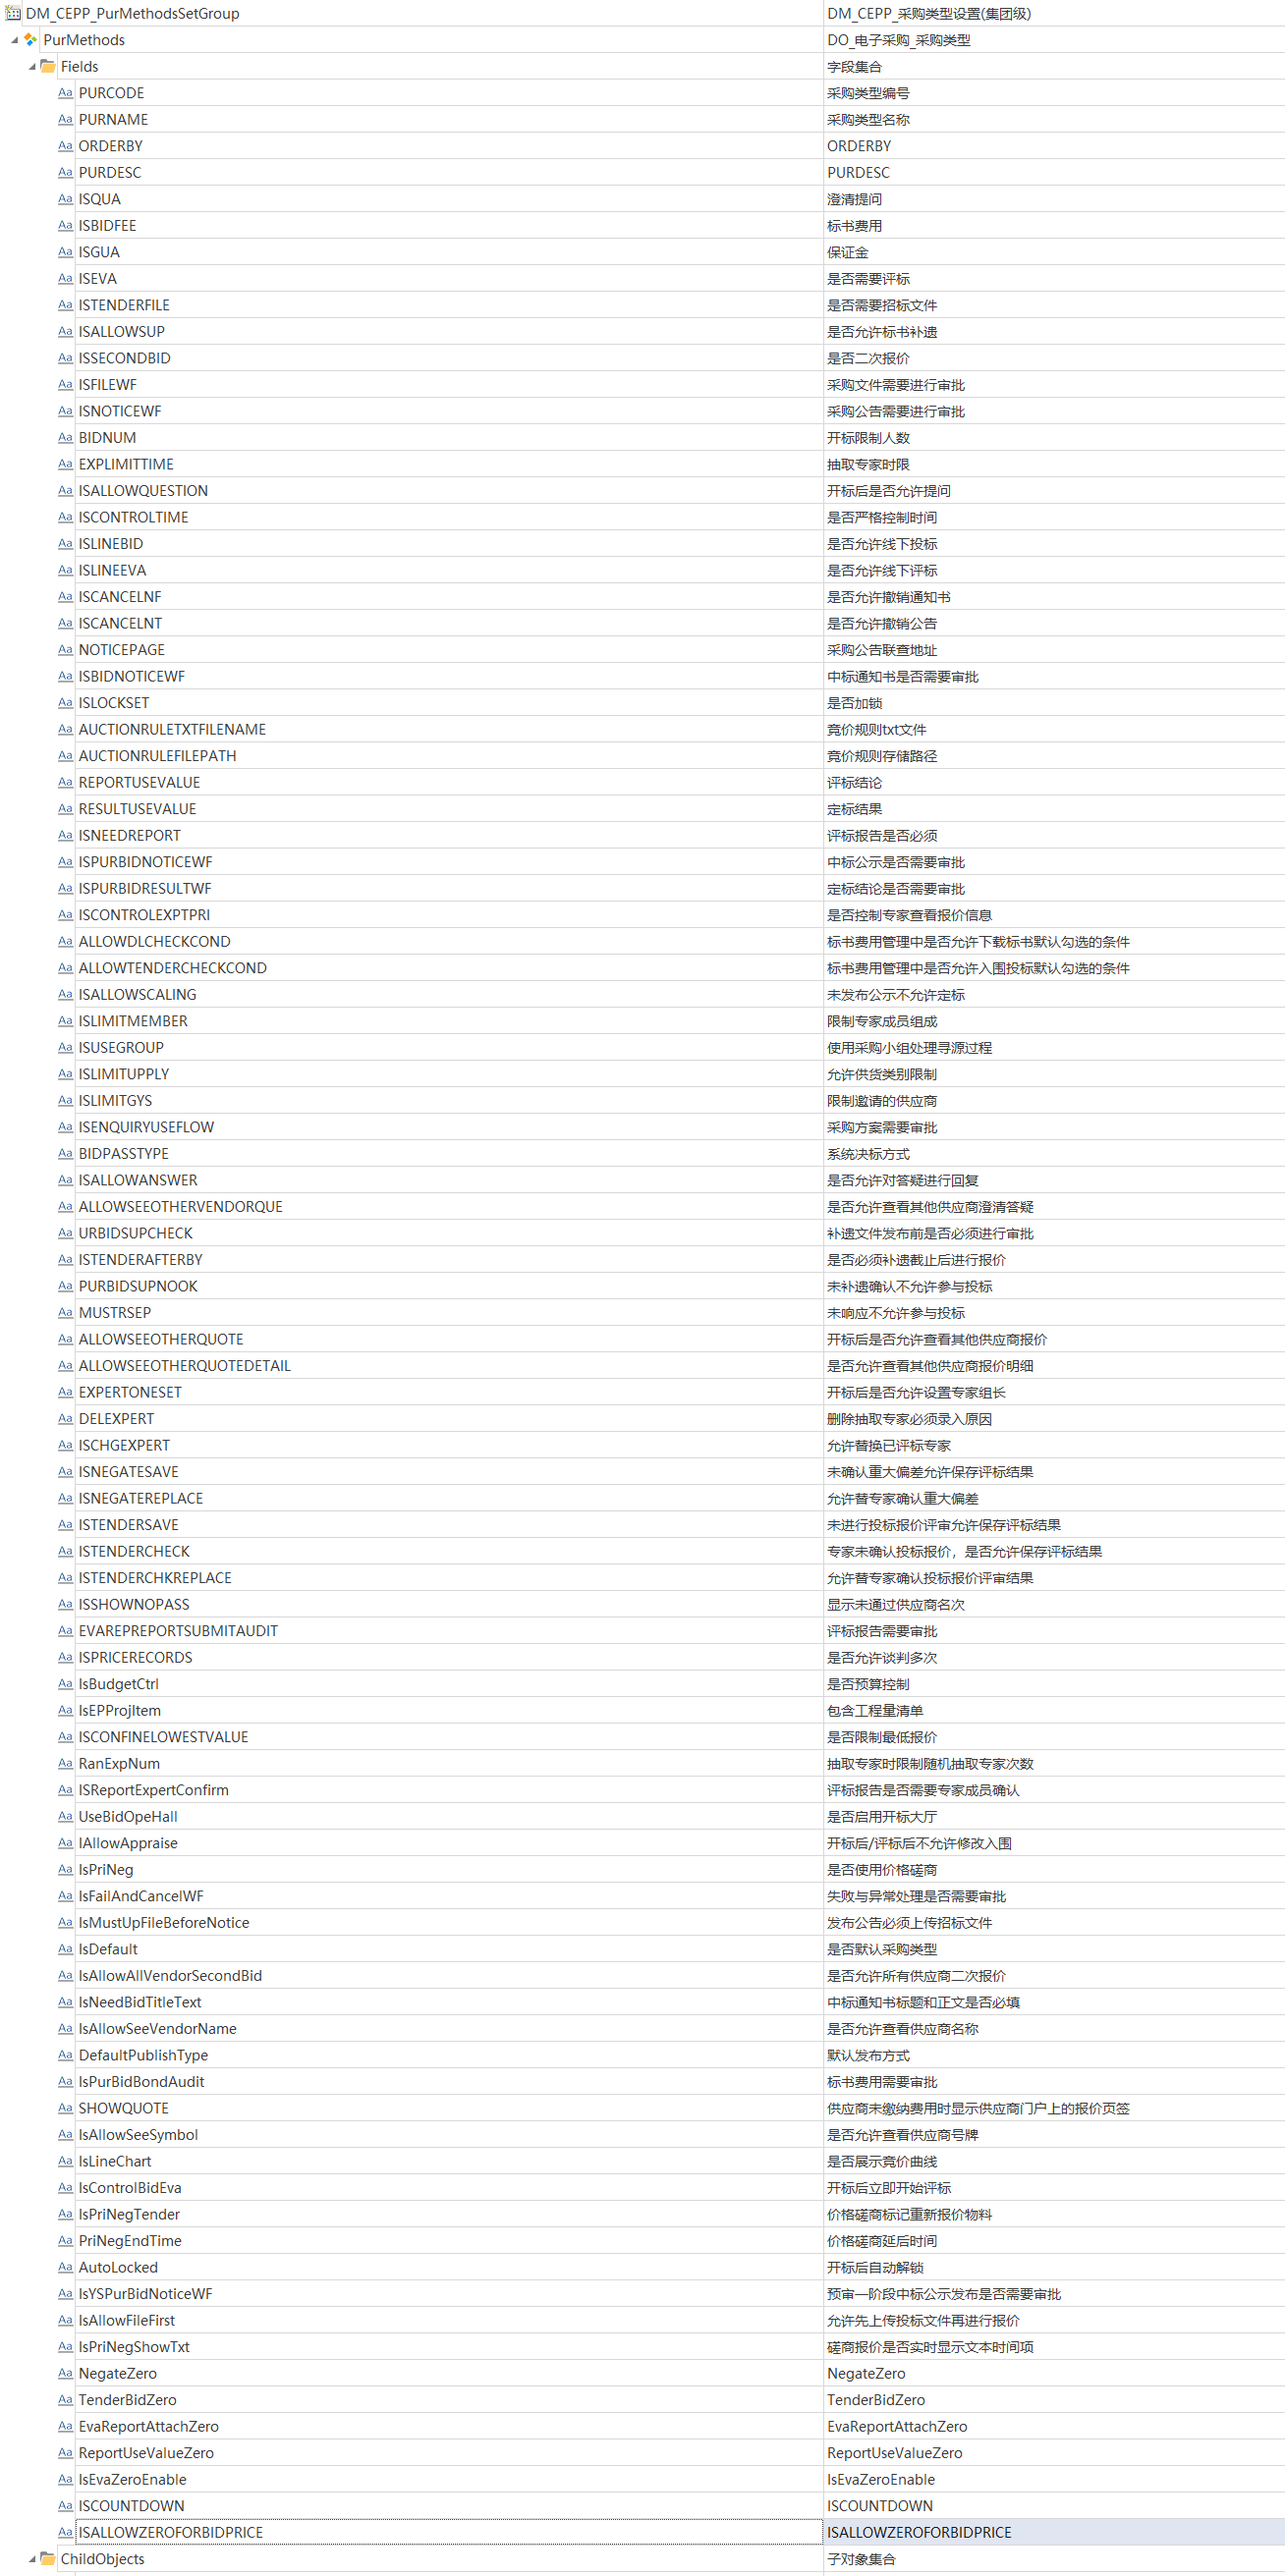 DM_CEPP_PurMethodsSetGroup DM_CEPP_采购类型设置(集团级)
PurMethods DO_电子采购_采购类型
Fields 字段集合
Aa PURCODE 采购类型编号
Aa PURNAME 采购类型名称
Aa ORDERBY ORDERBY
Aa PURDESC PURDESC
Aa ISQUA 澄清提问
Aa ISBIDFEE 标书费用
Aa ISGUA 保证金
Aa ISEVA 是否需要评标
Aa ISTENDERFILE 是否需要招标文件
Aa ISALLOWSUP 是否允许标书补遗
Aa ISSECONDBID 是否二次报价
Aa ISFILEWF 采购文件需要进行审批
Aa ISNOTICEWF 采购公告需要进行审批
Aa BIDNUM 开标限制人数
Aa EXPLIMITTIME 抽取专家时限
Aa ISALLOWQUESTION 开标后是否允许提问
Aa ISCONTROLTIME 是否严格控制时间
Aa ISLINEBID 是否允许线下投标
Aa ISLINEEVA 是否允许线下评标
Aa ISCANCELNF 是否允许撤销通知书
Aa ISCANCELNT 是否允许撤销公告
Aa NOTICEPAGE 采购公告联查地址
Aa ISBIDNOTICEWF 中标通知书是否需要审批
Aa ISLOCKSET 是否加锁
Aa AUCTIONRULETXTFILENAME 竟价规则txt文件
Aa AUCTIONRULEFILEPATH 竟价规则存储路径
Aa REPORTUSEVALUE 评标结论
Aa RESULTUSEVALUE 定标结果
Aa ISNEEDREPORT 评标报告是否必须
Aa ISPURBIDNOTICEWF 中标公示是否需要审批
Aa ISPURBIDRESULTWF 定标结论是否需要审批
Aa ISCONTROLEXPTPRI 是否控制专家查看报价信息
Aa ALLOWDLCHECKCOND 标书费用管理中是否允许下载标书默认勾选的条件
Aa ALLOWTENDERCHECKCOND 标书费用管理中是否允许入围投标默认勾选的条件
Aa ISALLOWSCALING 未发布公示不允许定标
Aa ISLIMITMEMBER 限制专家成员组成
Aa ISUSEGROUP 使用采购小组处理寻源过程
Aa ISLIMITUPPLY 允许供货类别限制
Aa ISLIMITGYS 限制邀请的供应商
Aa ISENQUIRYUSEFLOW 采购方案需要审批
Aa BIDPASSTYPE 系统决标方式
Aa ISALLOWANSWER 是否允许对答疑进行回复
Aa ALLOWSEEOTHERVENDORQUE 是否允许查看其他供应商澄清答疑
Aa URBIDSUPCHECK 补遗文件发布前是否必须进行审批
Aa ISTENDERAFTERBY 是否必须补遗截止后进行报价
Aa PURBIDSUPNOOK 未补遗确认不允许参与投标
Aa MUSTRSEP 未响应不允许参与投标
Aa ALLOWSEEOTHERQUOTE 开标后是否允许查看其他供应商报价
Aa ALLOWSEEOTHERQUOTEDETAIL 是否允许查看其他供应商报价明细
Aa EXPERTONESET 开标后是否允许设置专家组长
Aa DELEXPERT 删除抽取专家必须录入原因
Aa ISCHGEXPERT 允许替换已评标专家
Aa ISNEGATESAVE 未确认重大偏差允许保存评标结果
Aa ISNEGATEREPLACE 允许替专家确认重大偏差
Aa ISTENDERSAVE 未进行投标报价评审允许保存评标结果
Aa ISTENDERCHECK 专家未确认投标报价，是否允许保存评标结果
Aa ISTENDERCHKREPLACE 允许替专家确认投标报价评审结果
Aa ISSHOWNOPASS 显示未通过供应商名次
Aa EVAREPREPORTSUBMITAUDIT 评标报告需要审批
Aa ISPRICERECORDS 是否允许谈判多次
Aa IsBudgetCtrl 是否预算控制
Aa IsEPProjItem 包含工程量清单
Aa ISCONFINELOWESTVALUE 是否限制最低报价
Aa RanExpNum 抽取专家时限制随机抽取专家次数
Aa ISReportExpertConfirm 评标报告是否需要专家成员确认
Aa UseBidOpeHall 是否启用开标大厅
Aa IAllowAppraise 开标后/评标后不允许修改入围
Aa IsPriNeg 是否使用价格磋商
Aa IsFailAndCancelWF 失败与异常处理是否需要审批
Aa IsMustUpFileBeforeNotice 发布公告必须上传招标文件
Aa IsDefault 是否默认采购类型
Aa IsAllowAllVendorSecondBid 是否允许所有供应商二次报价
Aa IsNeedBidTitleText 中标通知书标题和正文是否必填
Aa IsAllowSeeVendorName 是否允许查看供应商名称
Aa DefaultPublishType 默认发布方式
Aa IsPurBidBondAudit 标书费用需要审批
Aa SHOWQUOTE 供应商未缴纳费用时显示供应商门户上的报价页签
Aa IsAllowSeeSymbol 是否允许查看供应商号牌
Aa IsLineChart 是否展示竟价曲线
Aa IsControlBidEva 开标后立即开始评标
Aa IsPriNegTender 价格磋商标记重新报价物料
Aa PriNegEndTime 价格磋商延后时间
Aa AutoLocked 开标后自动解锁
Aa IsYSPurBidNoticeWF 预审一阶段中标公示发布是否需要审批
Aa IsAllowFileFirst 允许先上传投标文件再进行报价
Aa IsPriNegShowTxt 磋商报价是否实时显示文本时间项
Aa NegateZero NegateZero
Aa TenderBidZero TenderBidZero
Aa EvaReportAttachZero EvaReportAttachZero
Aa ReportUseValueZero ReportUseValueZero
Aa IsEvaZeroEnable IsEvaZeroEnable
Aa ISCOUNTDOWN ISCOUNTDOWN
Aa ISALLOWZEROFORBIDPRICE ISALLOWZEROFORBIDPRICE
ChildObjects 子对象集合